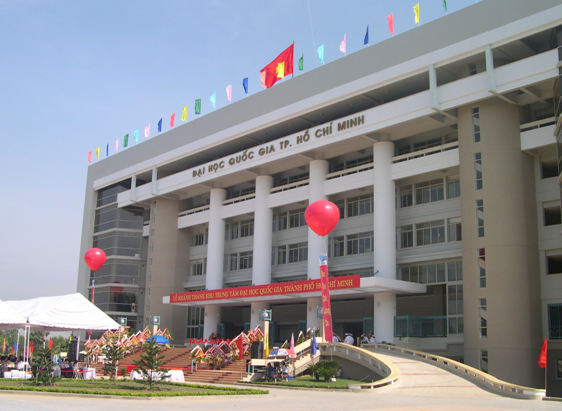 ĐẠI HỌC QUỐC GIA TP. HỒ CHÍ MINH
LỄ KHÁNH THÀNH KHU TRUNG TÂM ĐẠI HỌC QUỐC GIA THÀNH PHỐ HỒ CHÍ MINH